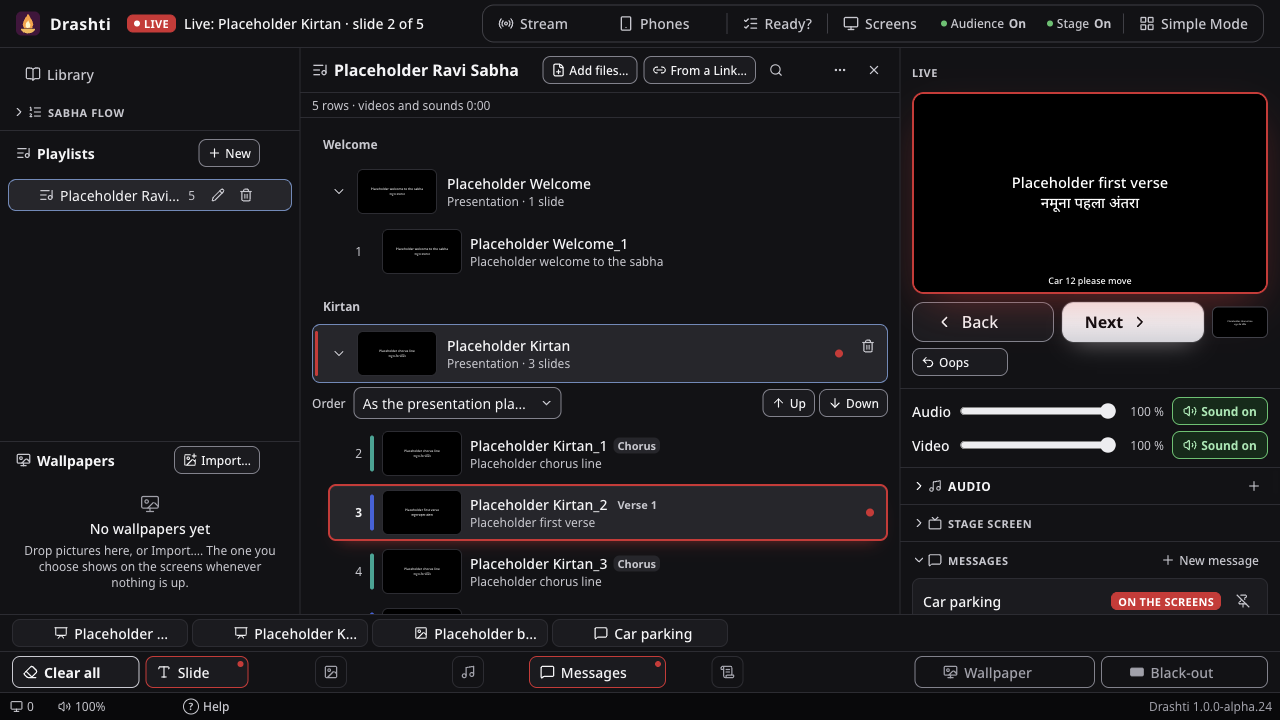 Drashti
LIVE
Live: Placeholder Kirtan · slide 2 of 5
Stream
Phones
Ready?
Screens
Audience On
Stage On
Simple Mode
Library
SABHA FLOW
Playlists
New
Placeholder Ravi... 5
Wallpapers
Import...
No wallpapers yet
Drop pictures here, or Import.... The one you
choose shows on the screens whenever
nothing is up.
Placeholder Ravi Sabha
Add files...
From a Link...
5 rows · videos and sounds 0:00
Welcome
Placeholder Welcome
Presentation · 1 slide
1
Placeholder Welcome_1
Placeholder welcome to the sabha
Kirtan
Placeholder Kirtan
Presentation · 3 slides
Order
As the presentation pla...
Up
Down
2
Placeholder Kirtan_1 Chorus
Placeholder chorus line
3
Placeholder Kirtan_2 Verse 1
Placeholder first verse
4
Placeholder Kirtan_3 Chorus
Placeholder chorus line
LIVE
Placeholder first verse
नमूना पहला अंतरा
Car 12 please move
Back
Next
Oops
Audio 100 % Sound on
Video 100 % Sound on
AUDIO
STAGE SCREEN
MESSAGES
New message
Car parking ON THE SCREENS
Placeholder ...
Placeholder K...
Placeholder b...
Car parking
Clear all
Slide
Messages
Wallpaper
Black-out
0
100%
Help
Drashti 1.0.0-alpha.24